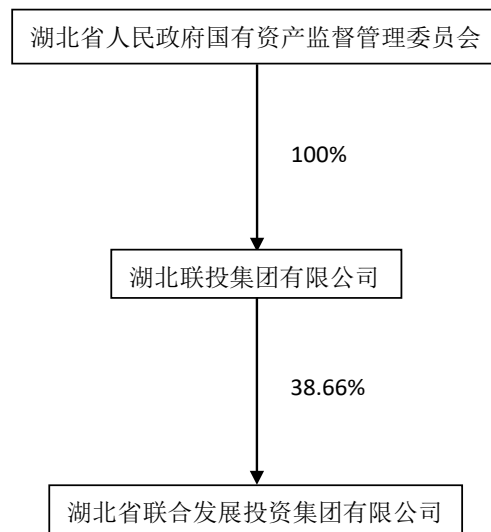 湖北省人民政府国有资产监督管理委员会
100%
湖北联投集团有限公司
38.66%
湖北省联合发展投资集团有限公司